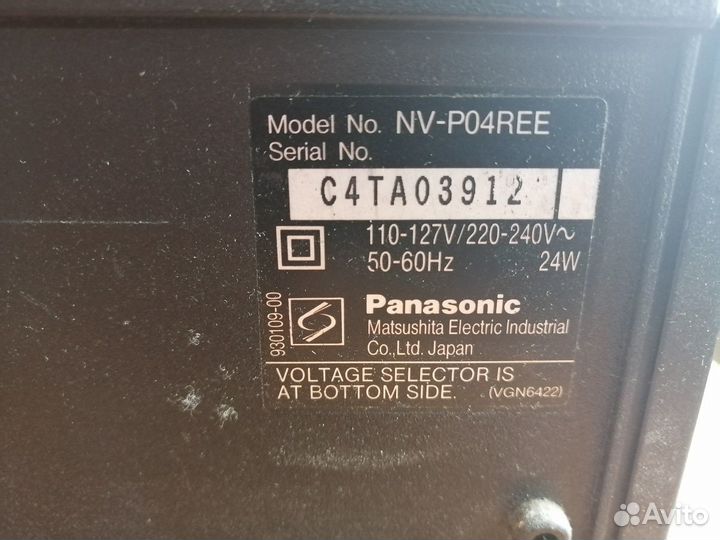 Model No. NV-P04REE
Serial No.
C4TA03912
110-127V/220-240V~
50-60Hz 24W
930109-00
Panasonic
Matsushita Electric Industrial
Co.,Ltd. Japan
VOLTAGE SELECTOR IS
AT BOTTOM SIDE. (VGN6422)
Avito